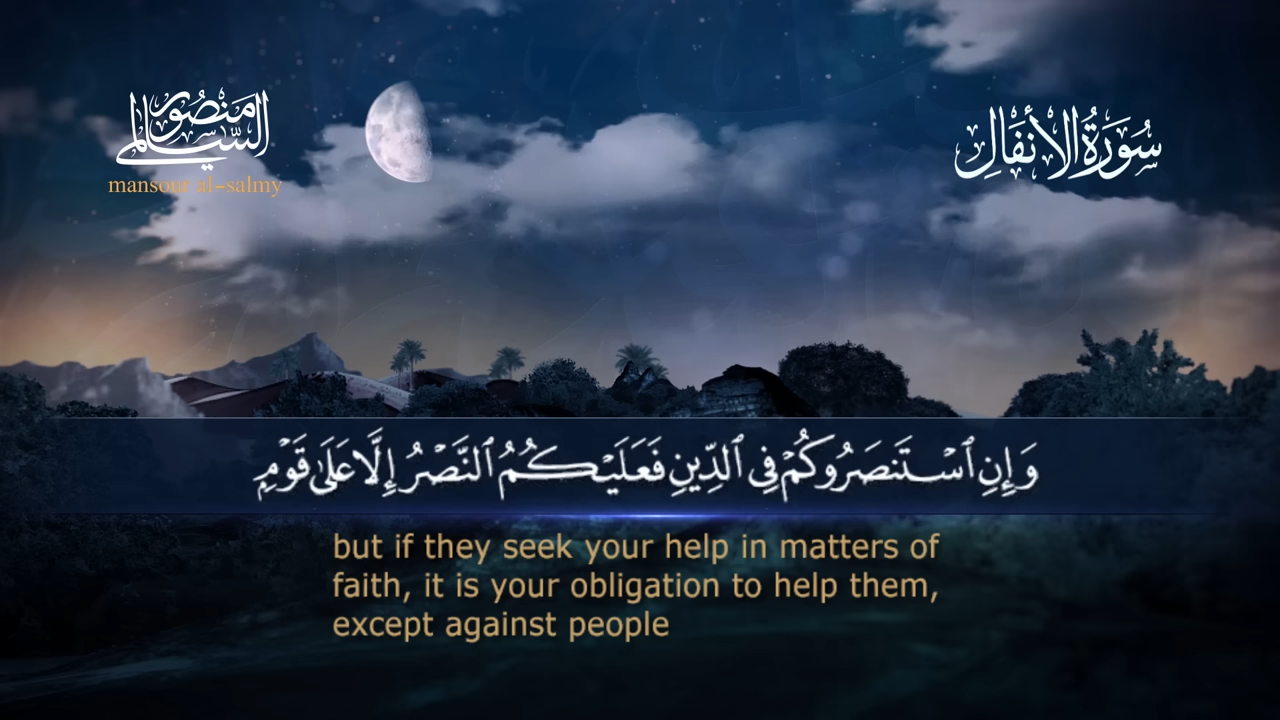 منصور السالمي
mansour al-salmy
سُورَةُ الأَنفَالِ
وَإِنِ ٱسْتَنصَرُوكُمْ فِى ٱلدِّينِ فَعَلَيْكُمُ ٱلنَّصْرُ إِلَّا عَلَىٰ قَوْمٍۭ
but if they seek your help in matters of
faith, it is your obligation to help them,
except against people